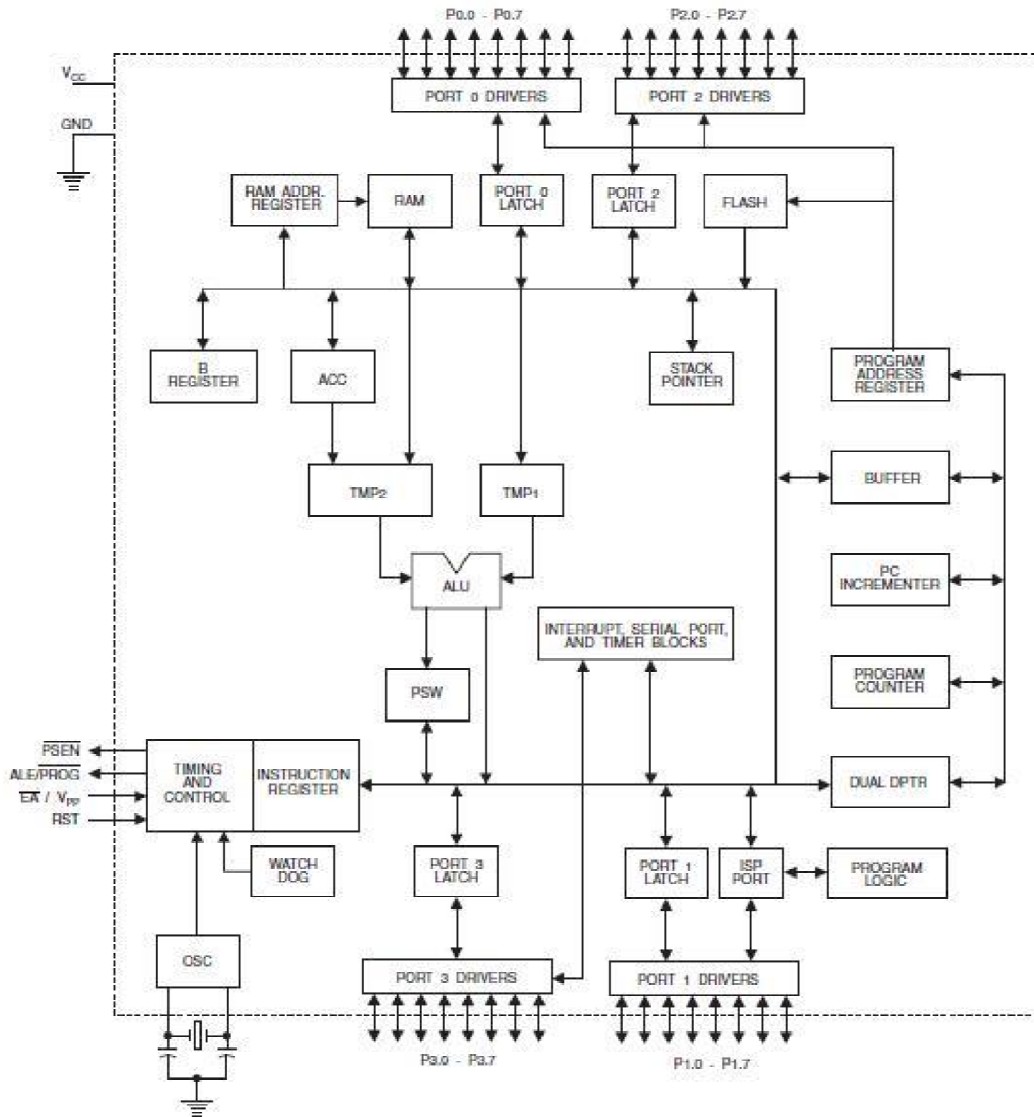 P0.0 - P0.7
P2.0 - P2.7
VCC
GND
PORT 0 DRIVERS
PORT 2 DRIVERS
RAM ADDR.
REGISTER
RAM
PORT 0
LATCH
PORT 2
LATCH
FLASH
B
REGISTER
ACC
STACK
POINTER
PROGRAM
ADDRESS
REGISTER
TMP2
TMP1
BUFFER
ALU
PC
INCREMENTER
INTERRUPT, SERIAL PORT,
AND TIMER BLOCKS
PSW
PROGRAM
COUNTER
PSEN
ALE/PROG
EA / VPP
RST
TIMING
AND
CONTROL
INSTRUCTION
REGISTER
DUAL DPTR
WATCH
DOG
PORT 3
LATCH
PORT 1
LATCH
ISP
PORT
PROGRAM
LOGIC
OSC
PORT 3 DRIVERS
PORT 1 DRIVERS
P3.0 - P3.7
P1.0 - P1.7